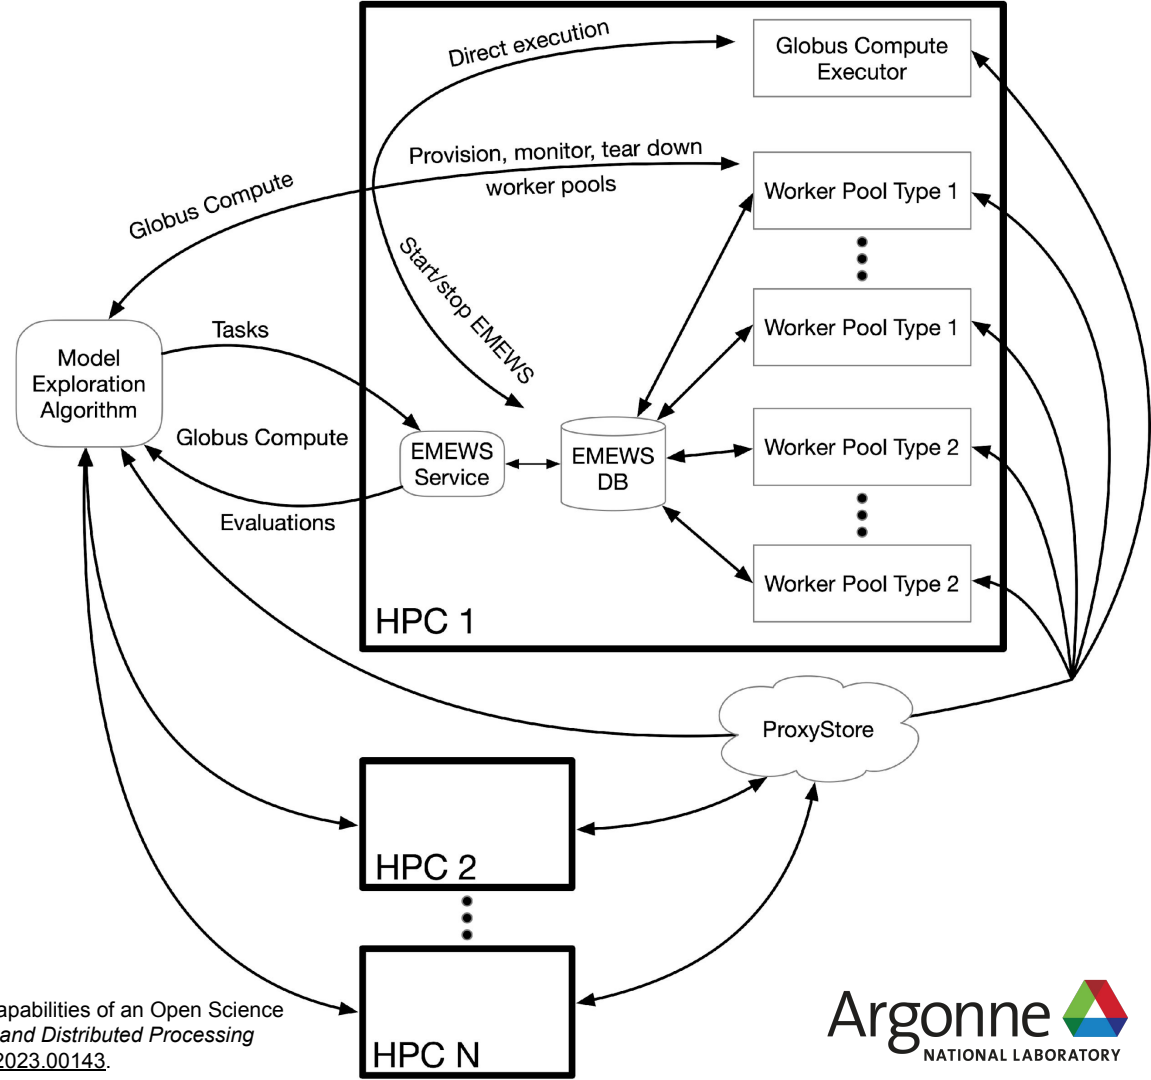 Direct execution
Globus Compute
Executor
Provision, monitor, tear down
worker pools
Globus Compute
Worker Pool Type 1
Start/stop EMEWS
Worker Pool Type 1
Tasks
Model
Exploration
Algorithm
Globus Compute
EMEWS
Service
EMEWS
DB
Worker Pool Type 2
Evaluations
Worker Pool Type 2
HPC 1
ProxyStore
HPC 2
HPC N
apabilities of an Open Science
and Distributed Processing
2023.00143.
Argonne
NATIONAL LABORATORY